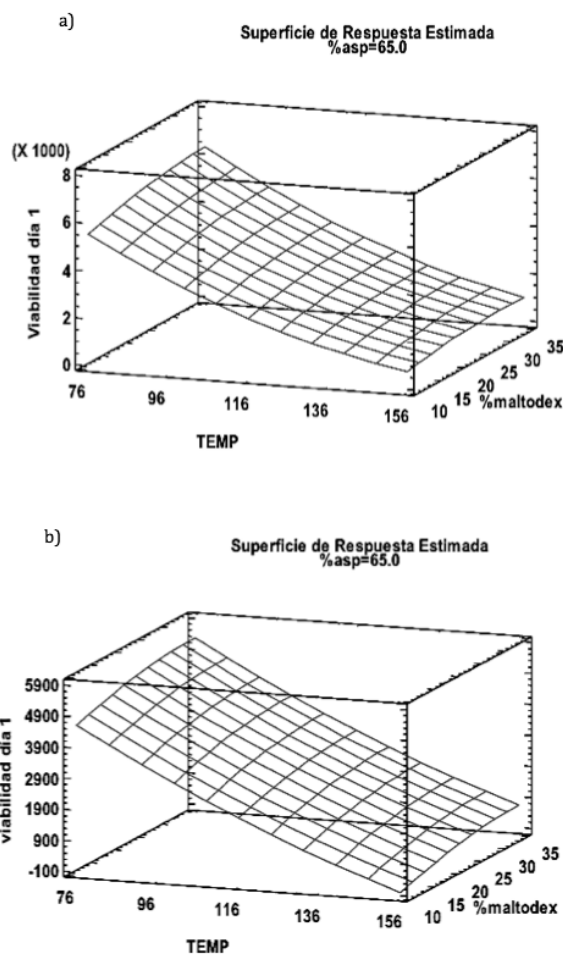 a)
Superficie de Respuesta Estimada
%asp=65.0
(X 1000)
8
6
4
2
0
Viabilidad día 1
76
96
116
136
156
TEMP
10
15
20
25
30
35
%maltodex
b)
Superficie de Respuesta Estimada
%asp=65.0
5900
4900
3900
2900
1900
900
-100
viabilidad día 1
76
96
116
136
156
TEMP
10
15
20
25
30
35
%maltodex